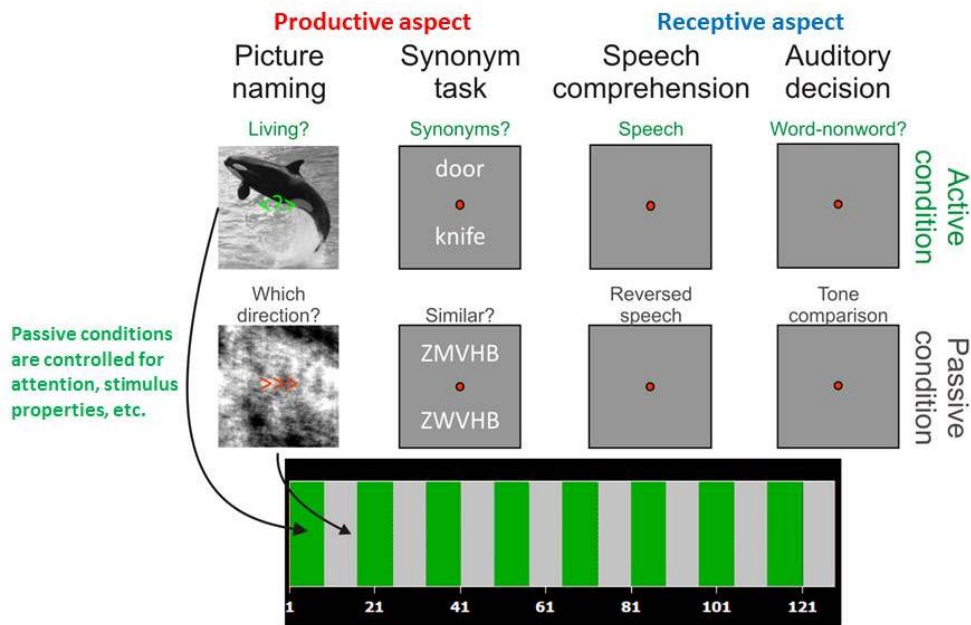 Productive aspect
Receptive aspect
Picture
naming
Synonym
task
Speech
comprehension
Auditory
decision
Living?
Synonyms?
Speech
Word-nonword?
<?>
door
knife
Active
condition
Which
direction?
Similar?
Reversed
speech
Tone
comparison
>>>
ZMVHB
ZWVHB
Passive
condition
Passive conditions
are controlled for
attention, stimulus
properties, etc.
1 21 41 61 81 101 121